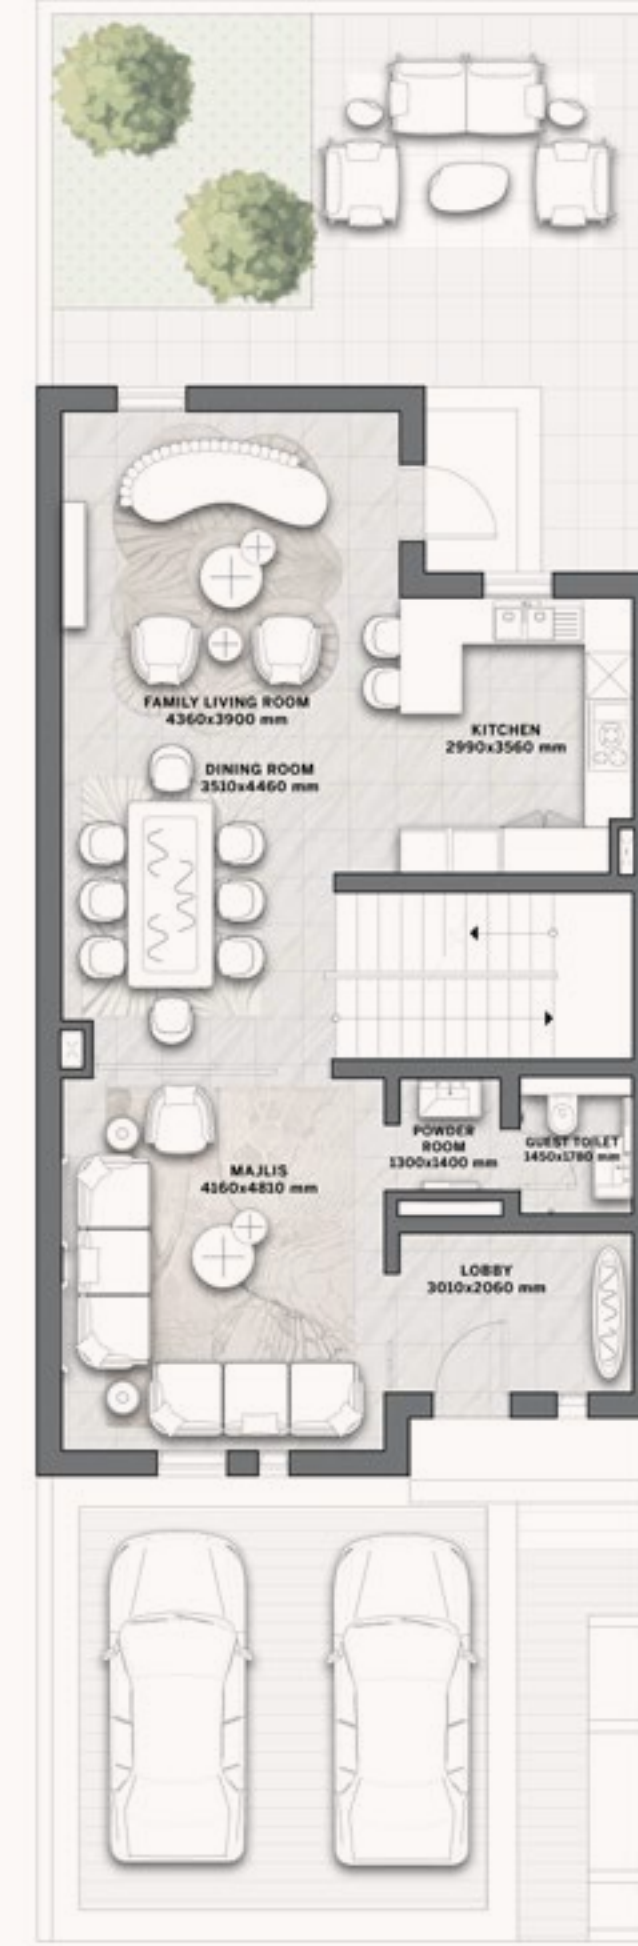 FAMILY LIVING ROOM
4360x3900 mm
KITCHEN
2990x3560 mm
DINING ROOM
3510x4460 mm
POWDER
ROOM
1300x1400 mm
GUEST TOILET
1450x1780 mm
MAJLIS
4160x4810 mm
LOBBY
3010x2060 mm